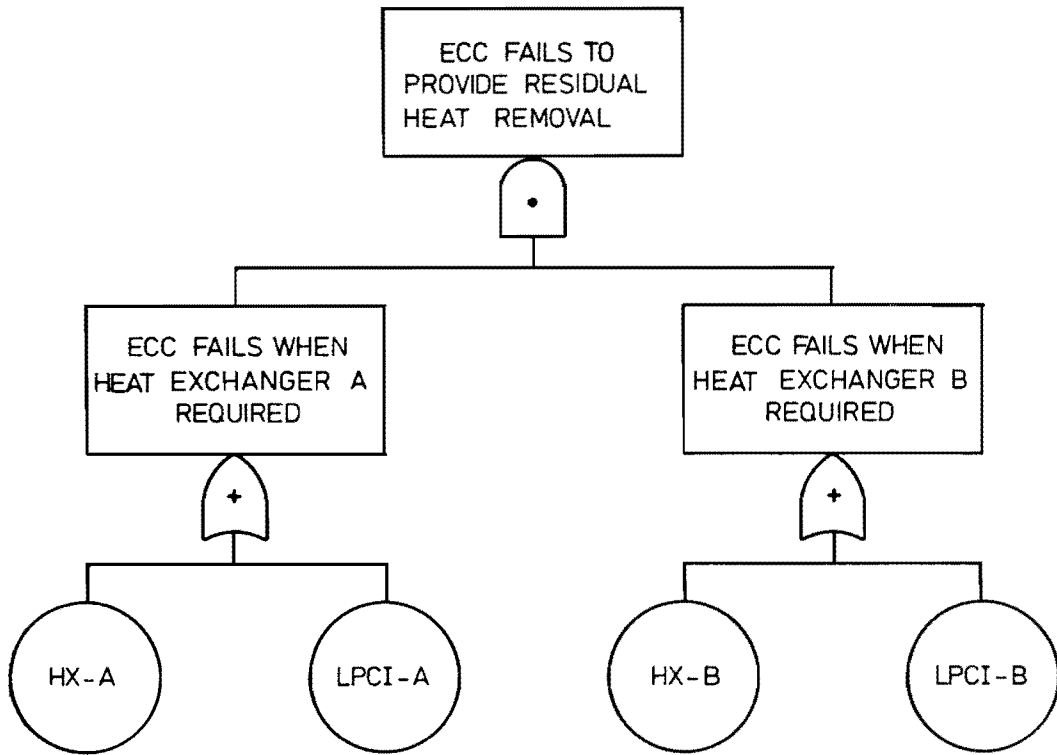 ECC FAILS TO
PROVIDE RESIDUAL
HEAT REMOVAL
ECC FAILS WHEN
HEAT EXCHANGER A
REQUIRED
ECC FAILS WHEN
HEAT EXCHANGER B
REQUIRED
+
+
HX-A
LPCI-A
HX-B
LPCI-B